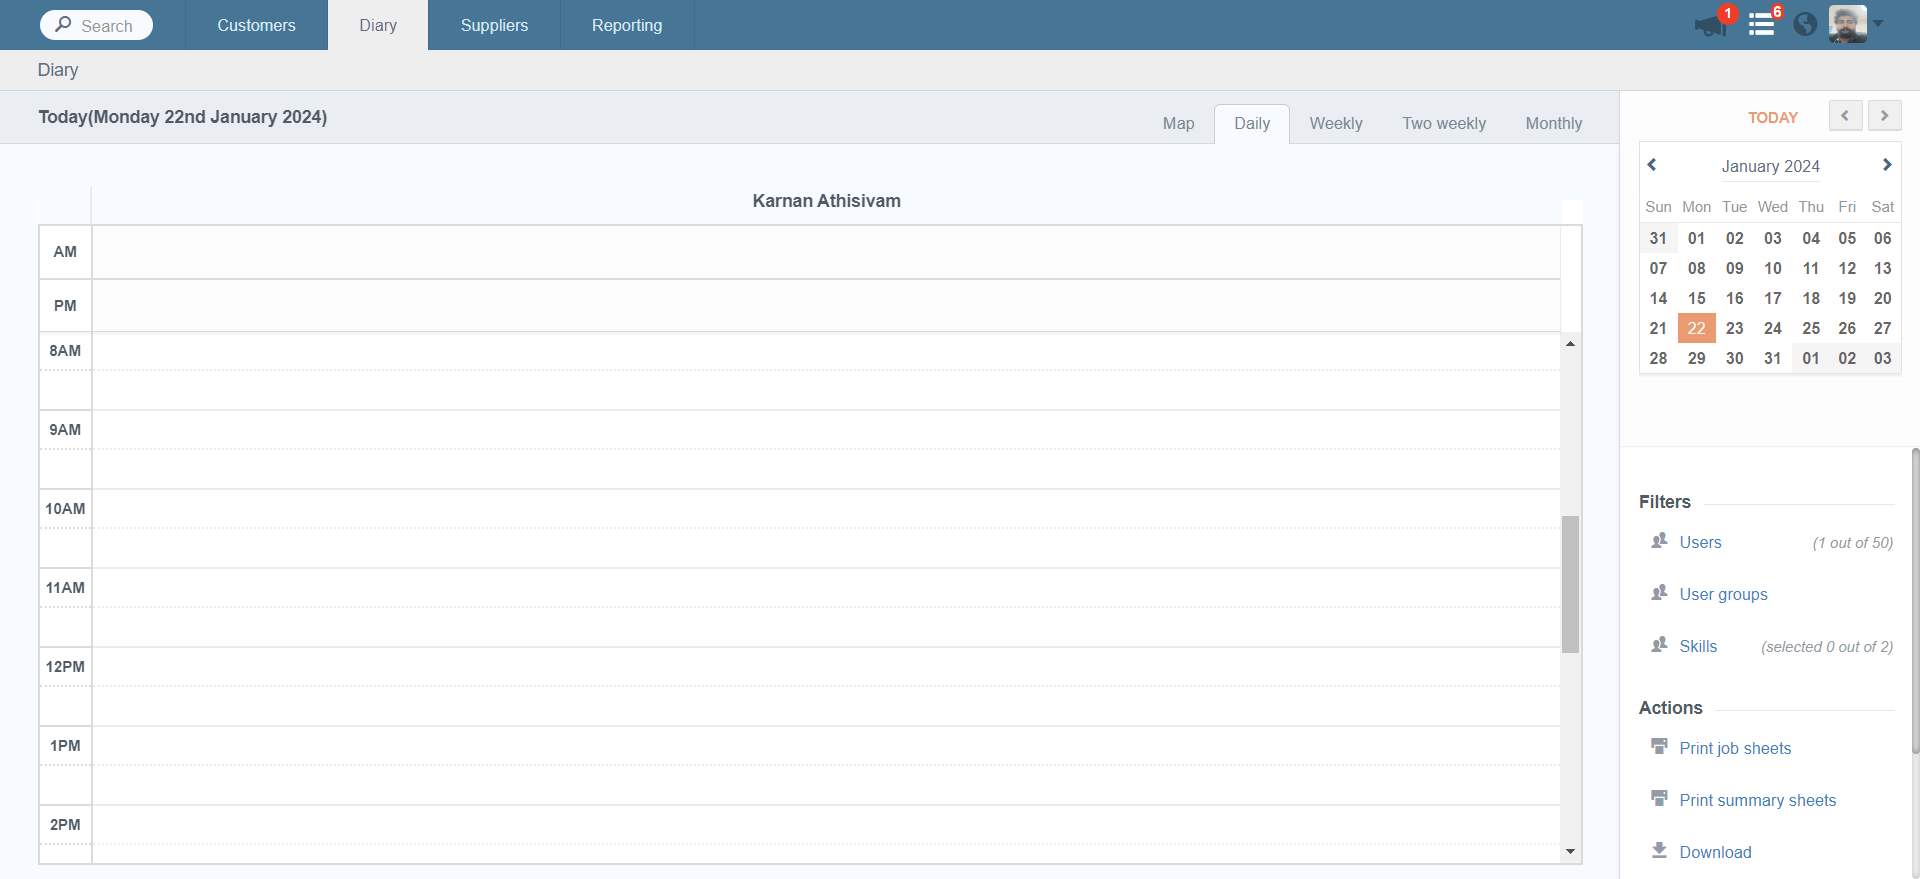 Search
Customers
Diary
Suppliers
Reporting
1
6
Diary
Today(Monday 22nd January 2024)
Map
Daily
Weekly
Two weekly
Monthly
TODAY
January 2024
Sun Mon Tue Wed Thu Fri Sat
31 01 02 03 04 05 06
07 08 09 10 11 12 13
14 15 16 17 18 19 20
21 22 23 24 25 26 27
28 29 30 31 01 02 03
Karnan Athisivam
AM
PM
8AM
9AM
10AM
11AM
12PM
1PM
2PM
Filters
Users (1 out of 50)
User groups
Skills (selected 0 out of 2)
Actions
Print job sheets
Print summary sheets
Download